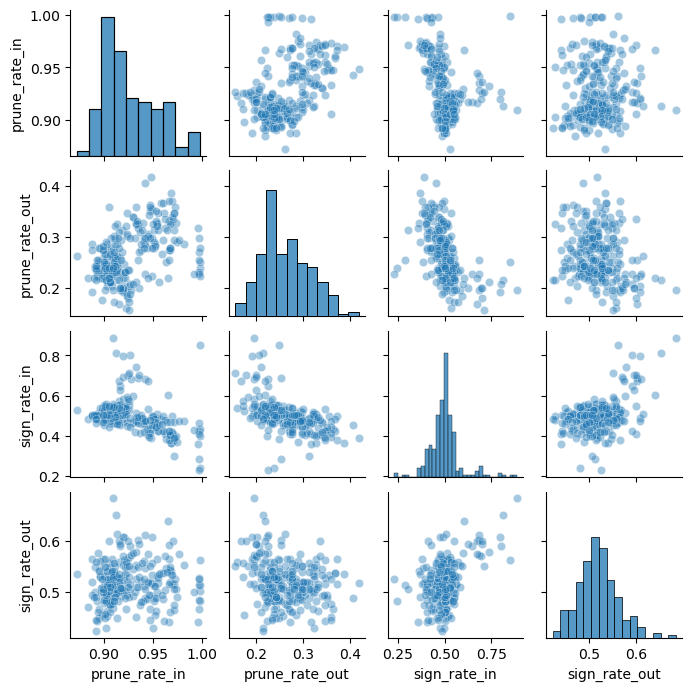 prune_rate_in
1.00
0.95
0.90
prune_rate_out
0.4
0.3
0.2
sign_rate_in
0.8
0.6
0.4
0.2
sign_rate_out
0.6
0.5
0.90 0.95 1.00
0.2 0.3 0.4
0.25 0.50 0.75
0.5 0.6
prune_rate_in prune_rate_out sign_rate_in sign_rate_out